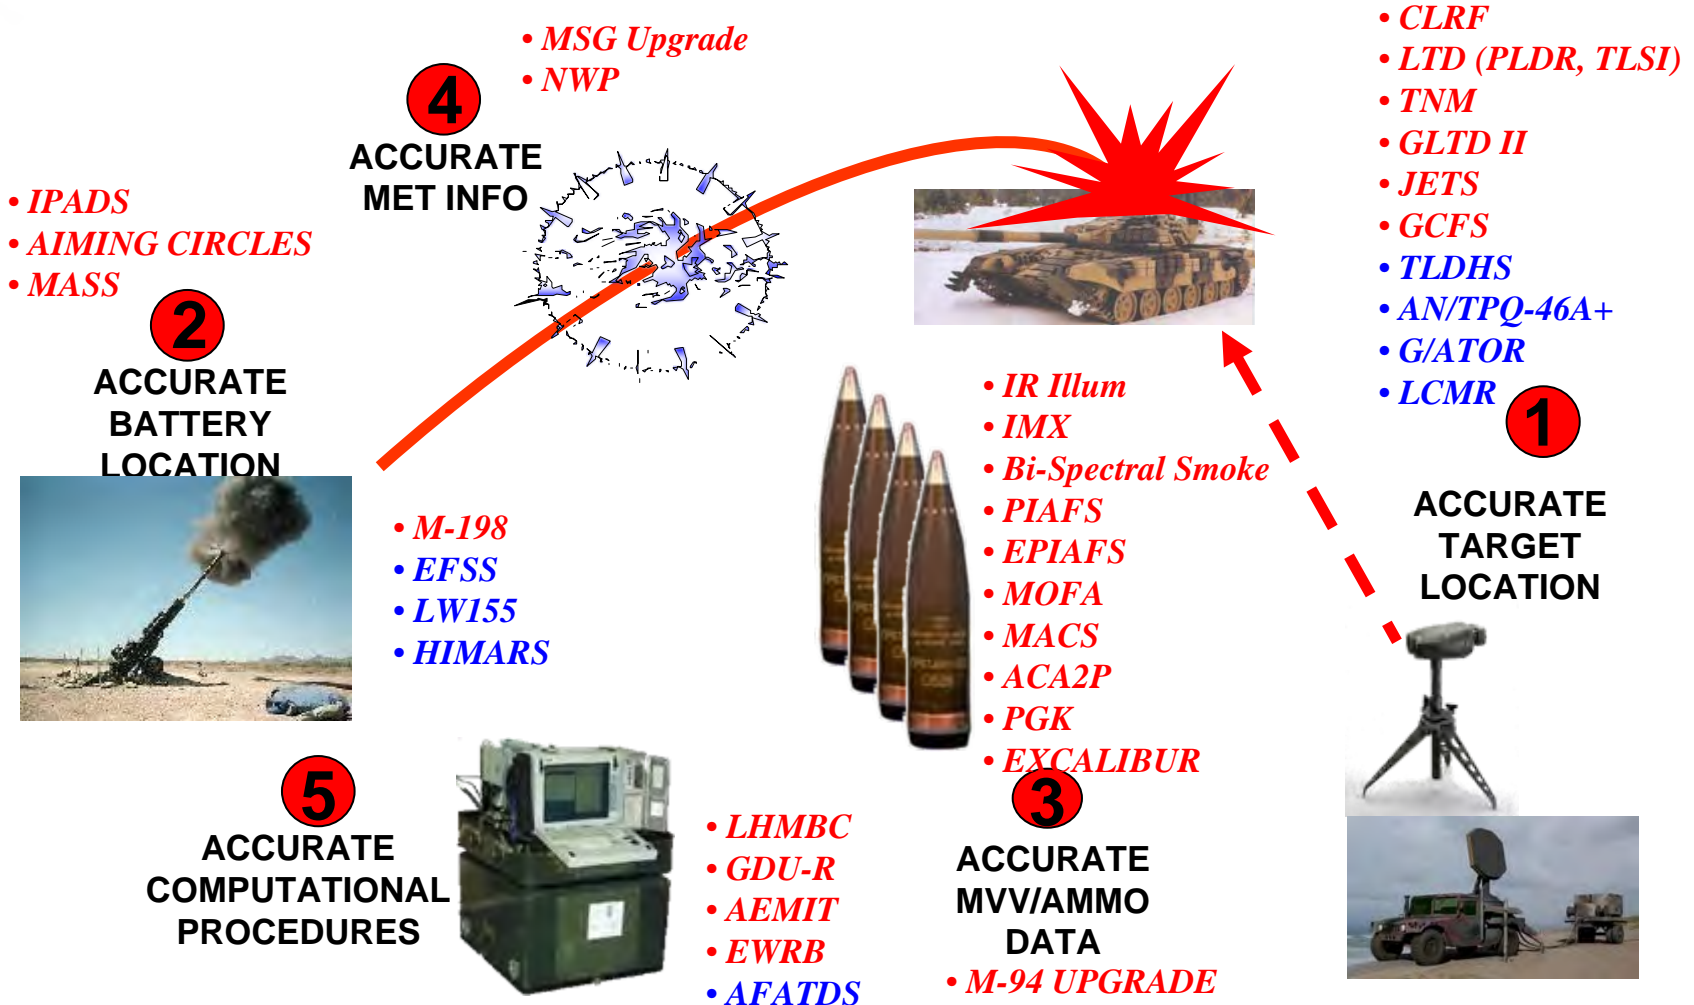 • MSG Upgrade
• NWP
4
ACCURATE
MET INFO
• IPADS
• AIMING CIRCLES
• MASS
2
ACCURATE
BATTERY
LOCATION
• M-198
• EFSS
• LW155
• HIMARS
• CLRF
• LTD (PLDR, TLSI)
• TNM
• GLTD II
• JETS
• GCFS
• TLDHS
• AN/TPQ-46A+
• G/ATOR
• LCMR
1
ACCURATE
TARGET
LOCATION
• IR Illum
• IMX
• Bi-Spectral Smoke
• PIAFS
• EPIAFS
• MOFA
• MACS
• ACA2P
• PGK
• EXCALIBUR
3
ACCURATE
MVV/AMMO
DATA
• M-94 UPGRADE
5
ACCURATE
COMPUTATIONAL
PROCEDURES
• LHMBC
• GDU-R
• AEMIT
• EWRB
• AFATDS